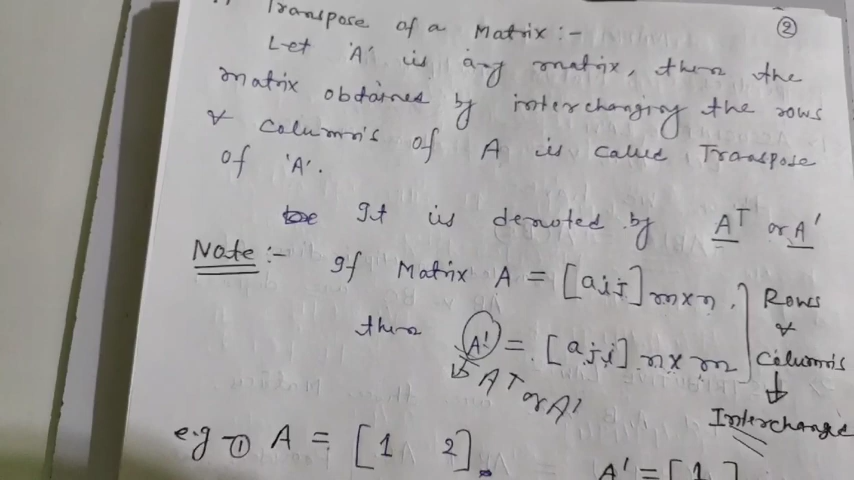 Transpose of a Matrix :- ②
Let 'A' is any matrix, then the
matrix obtained by interchanging the rows
& columns of A is called Transpose
of 'A'.
It is denoted by Aᵀ or A'
Note :- If Matrix A = [aij] m×n , Rows
&
then A' = [aji] n×m Columns
↓
Aᵀ or A' Interchange
e.g ① A = [1 2]. A' = [1 ]